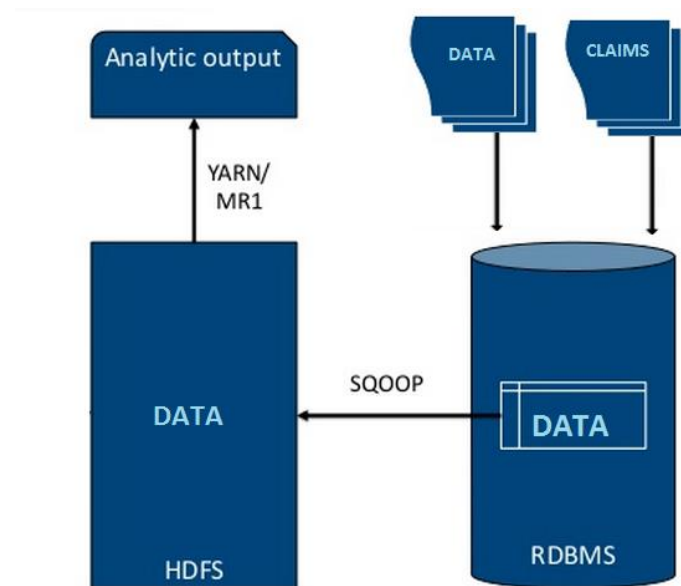 Analytic output
DATA
CLAIMS
YARN/
MR1
SQOOP
DATA
DATA
HDFS
RDBMS